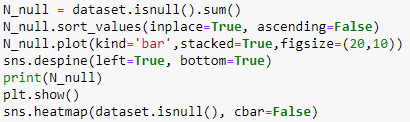 N_null = dataset.isnull().sum()
N_null.sort_values(inplace=True, ascending=False)
N_null.plot(kind='bar',stacked=True,figsize=(20,10))
sns.despine(left=True, bottom=True)
print(N_null)
plt.show()
sns.heatmap(dataset.isnull(), cbar=False)